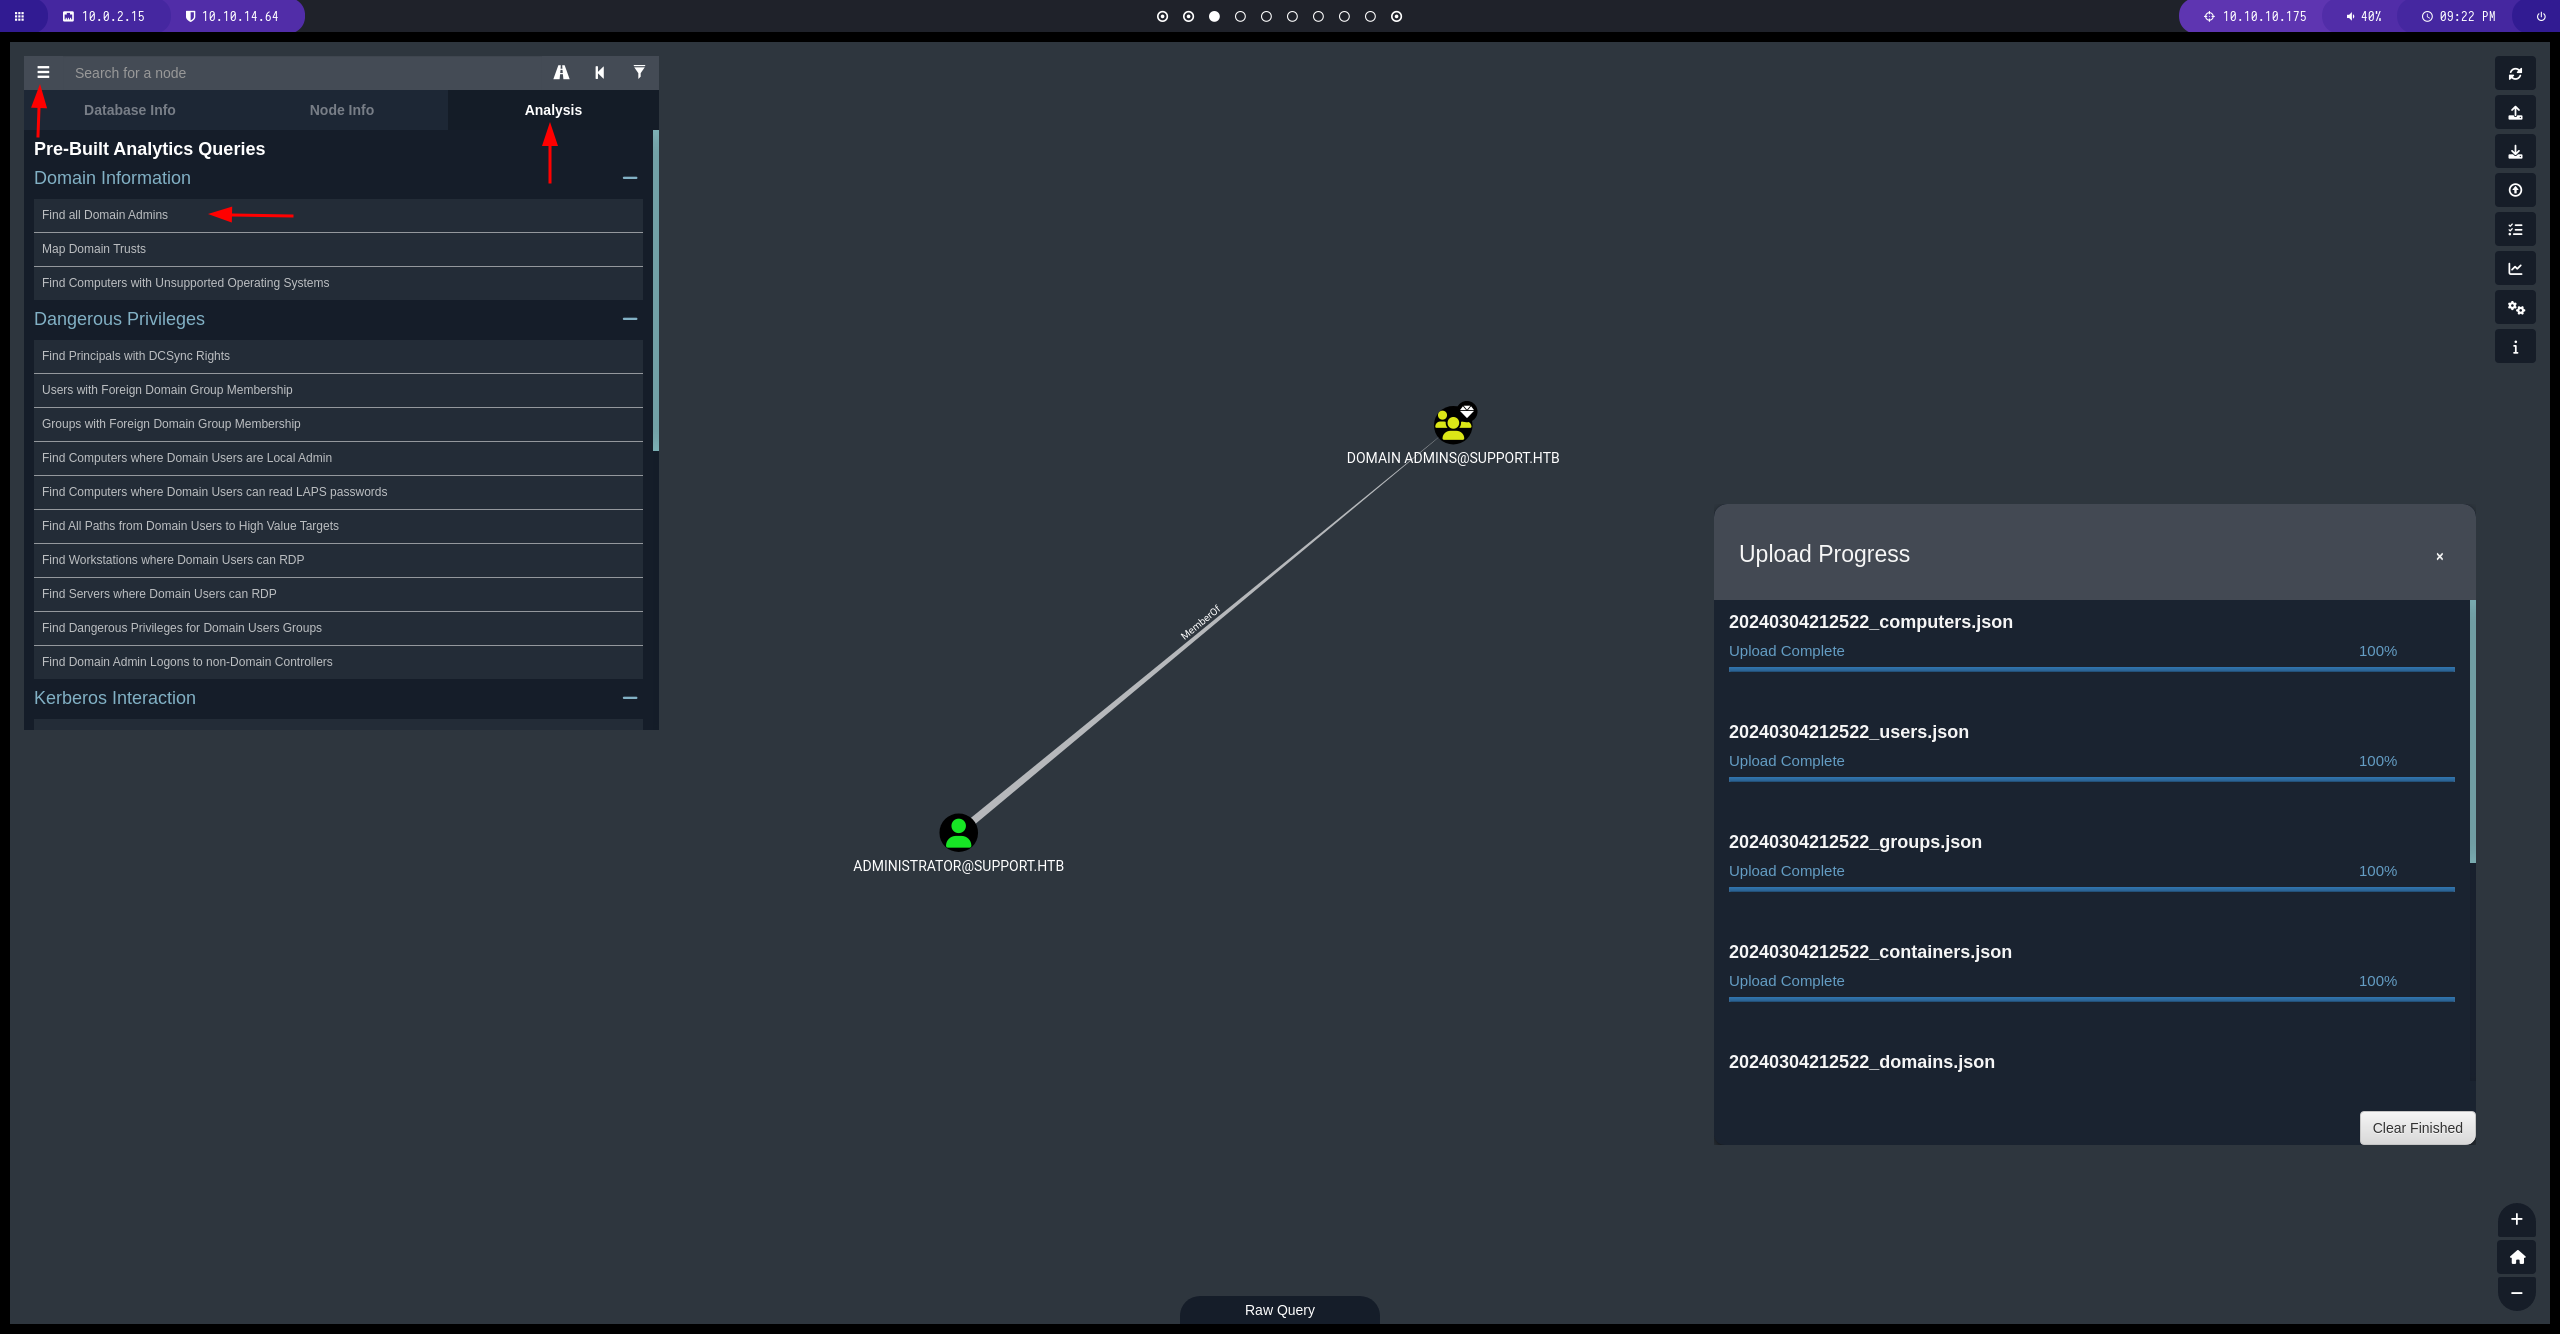 10.0.2.15 10.10.14.64 10.10.10.175 40% 09:22 PM
Search for a node
Database Info Node Info Analysis
Pre-Built Analytics Queries
Domain Information
Find all Domain Admins
Map Domain Trusts
Find Computers with Unsupported Operating Systems
Dangerous Privileges
Find Principals with DCSync Rights
Users with Foreign Domain Group Membership
Groups with Foreign Domain Group Membership
Find Computers where Domain Users are Local Admin
Find Computers where Domain Users can read LAPS passwords
Find All Paths from Domain Users to High Value Targets
Find Workstations where Domain Users can RDP
Find Servers where Domain Users can RDP
Find Dangerous Privileges for Domain Users Groups
Find Domain Admin Logons to non-Domain Controllers
Kerberos Interaction
DOMAIN ADMINS@SUPPORT.HTB
MemberOf
ADMINISTRATOR@SUPPORT.HTB
Upload Progress
20240304212522_computers.json
Upload Complete 100%
20240304212522_users.json
Upload Complete 100%
20240304212522_groups.json
Upload Complete 100%
20240304212522_containers.json
Upload Complete 100%
20240304212522_domains.json
Clear Finished
Raw Query